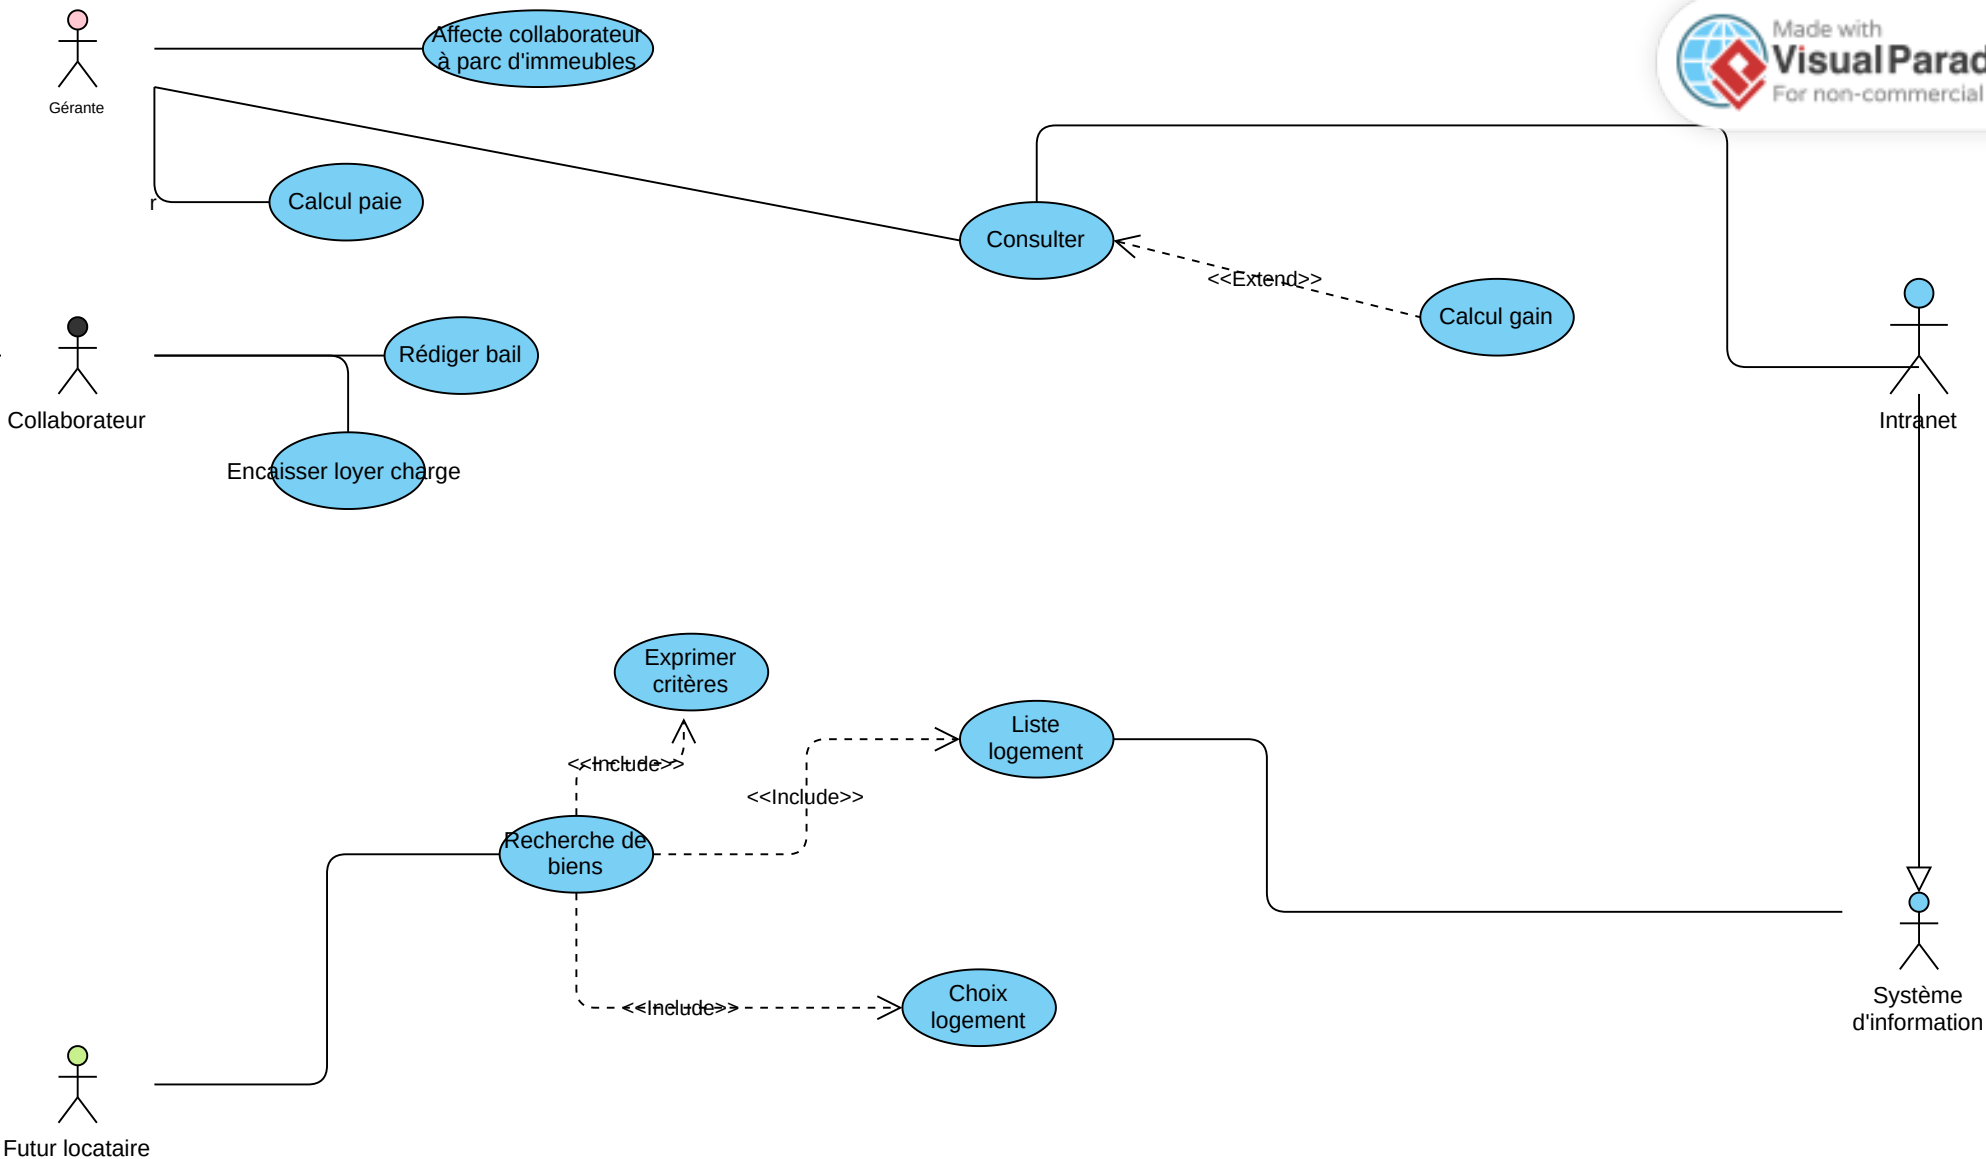 Made with
Visual Parad
For non-commercial
Affecte collaborateur
à parc d'immeubles
Gérante
r
Calcul paie
Consulter
<<Extend>>
Calcul gain
Rédiger bail
Collaborateur
Intranet
Encaisser loyer charge
Exprimer
critères
Liste
logement
<<Include>>
<<Include>>
Recherche de
biens
<<Include>>
Choix
logement
Système
d'information
Futur locataire